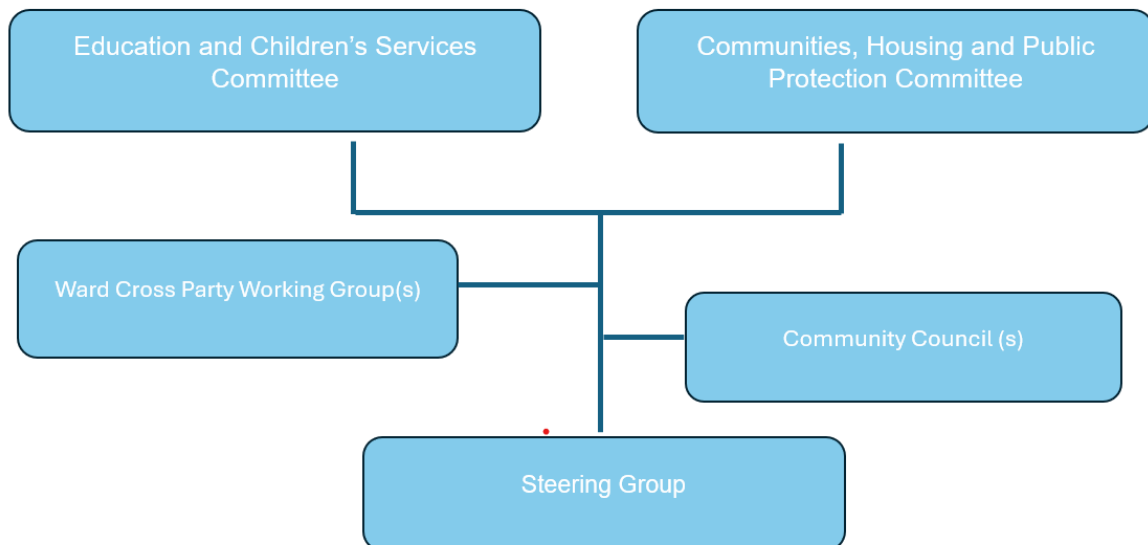 Education and Children’s Services
Committee
Communities, Housing and Public
Protection Committee
Ward Cross Party Working Group(s)
Community Council (s)
Steering Group